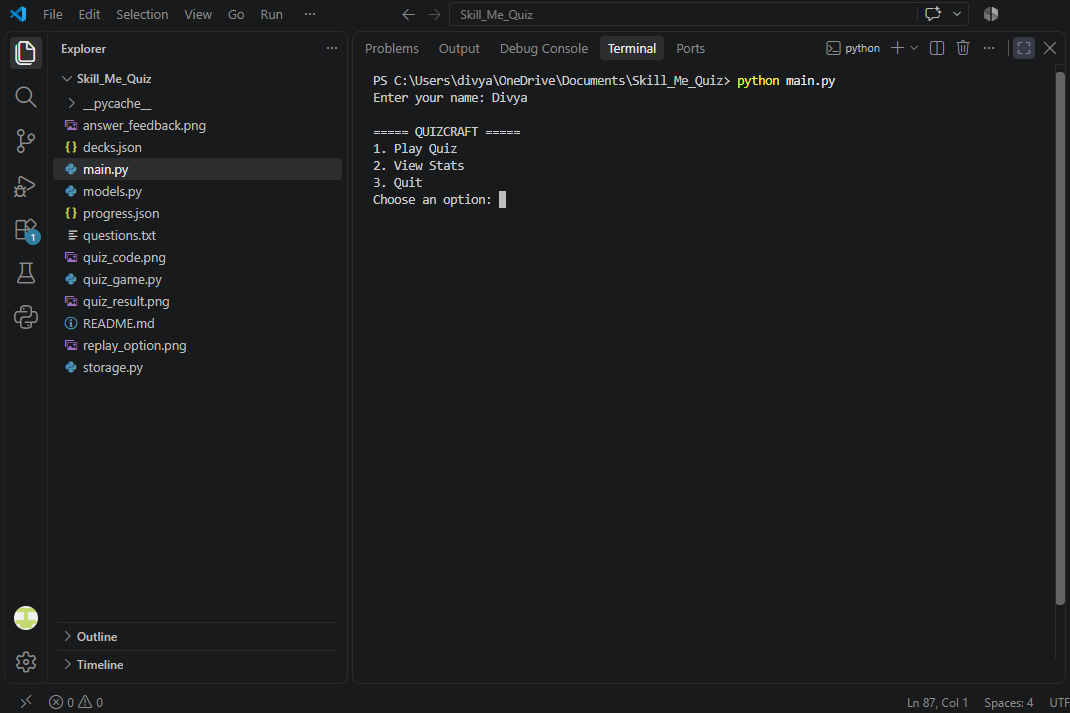 File Edit Selection View Go Run ···
Skill_Me_Quiz
Explorer ···
Skill_Me_Quiz
__pycache__
answer_feedback.png
{} decks.json
main.py
models.py
{} progress.json
questions.txt
quiz_code.png
quiz_game.py
quiz_result.png
README.md
replay_option.png
storage.py
Outline
Timeline
1
Problems Output Debug Console Terminal Ports python ···
PS C:\Users\divya\OneDrive\Documents\Skill_Me_Quiz> python main.py
Enter your name: Divya
===== QUIZCRAFT =====
1. Play Quiz
2. View Stats
3. Quit
Choose an option:
0 0 Ln 87, Col 1 Spaces: 4 UTF